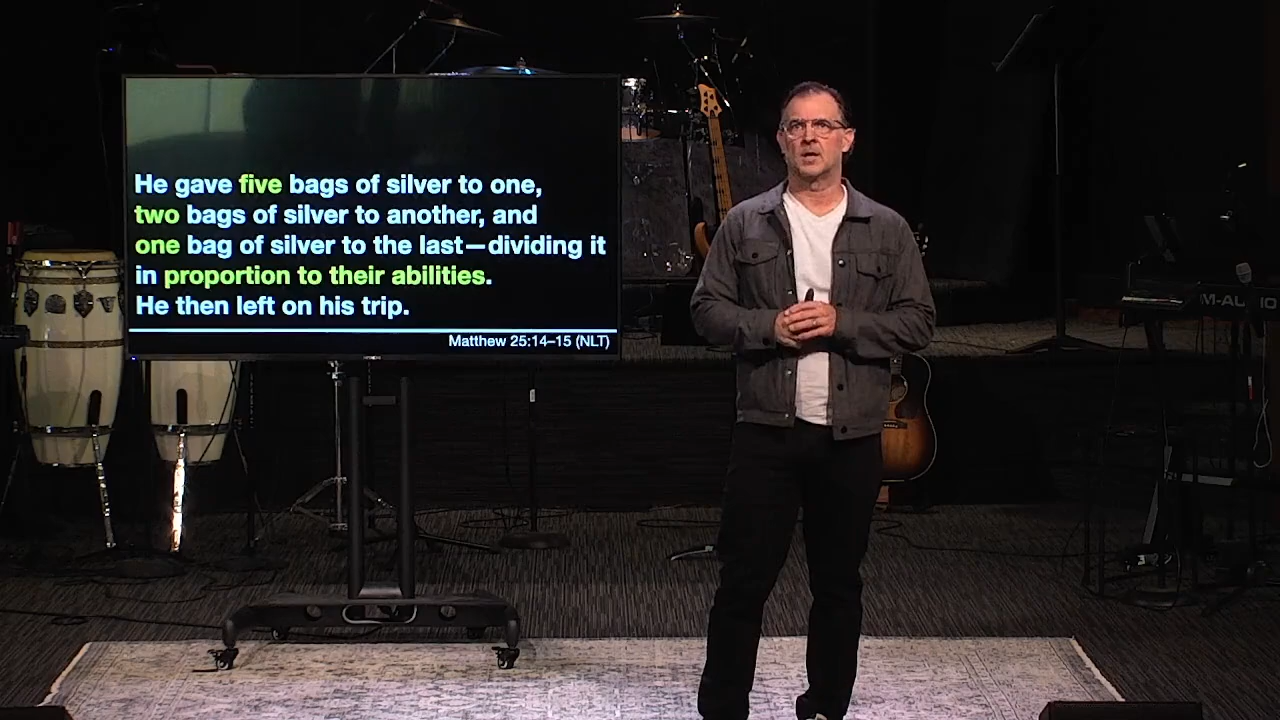 He gave five bags of silver to one,
two bags of silver to another, and
one bag of silver to the last—dividing it
in proportion to their abilities.
He then left on his trip.
Matthew 25:14–15 (NLT)
M-AUDIO